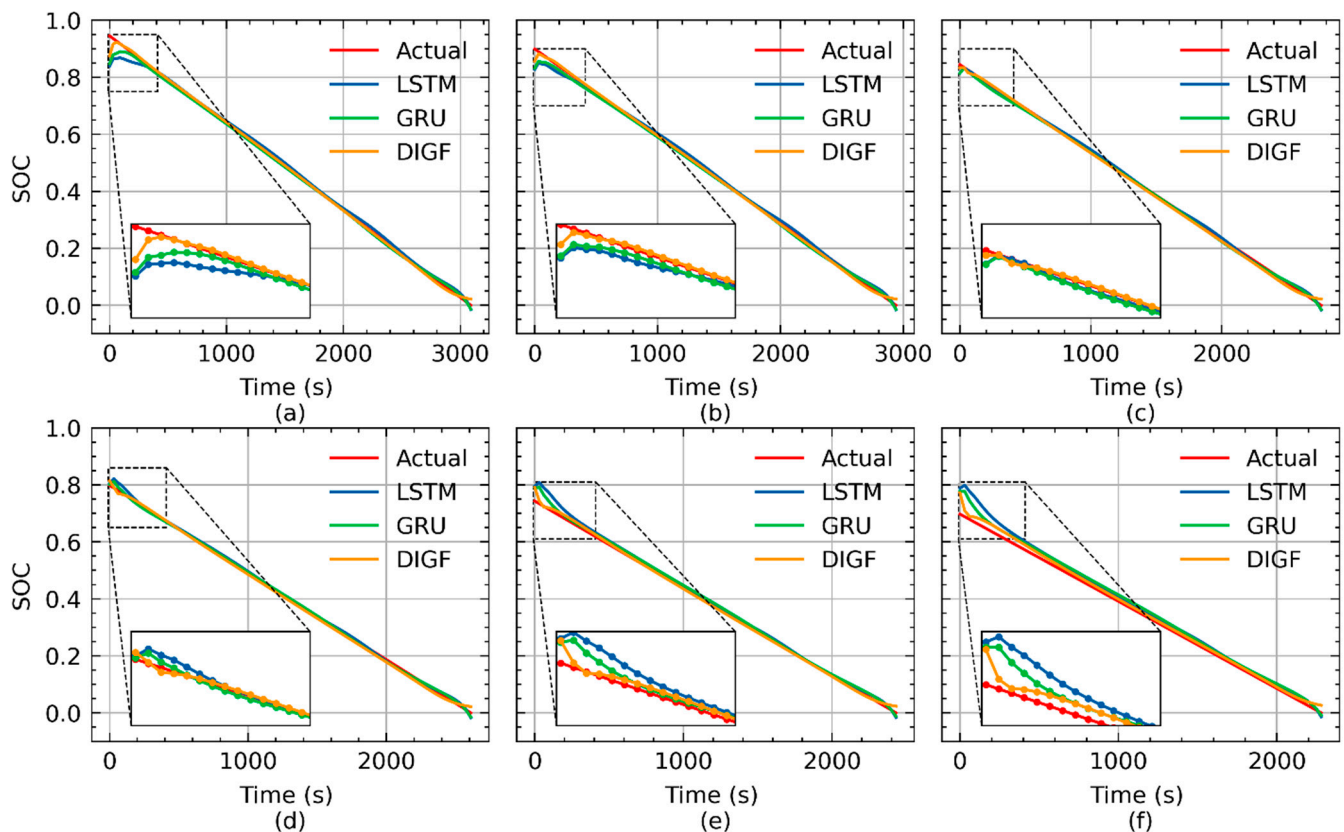 1.0
0.8
0.6
0.4
0.2
0.0
SOC
Actual
LSTM
GRU
DIGF
0 1000 2000 3000
Time (s)
(a)
Actual
LSTM
GRU
DIGF
0 1000 2000 3000
Time (s)
(b)
Actual
LSTM
GRU
DIGF
0 1000 2000
Time (s)
(c)
1.0
0.8
0.6
0.4
0.2
0.0
SOC
Actual
LSTM
GRU
DIGF
0 1000 2000
Time (s)
(d)
Actual
LSTM
GRU
DIGF
0 1000 2000
Time (s)
(e)
Actual
LSTM
GRU
DIGF
0 1000 2000
Time (s)
(f)